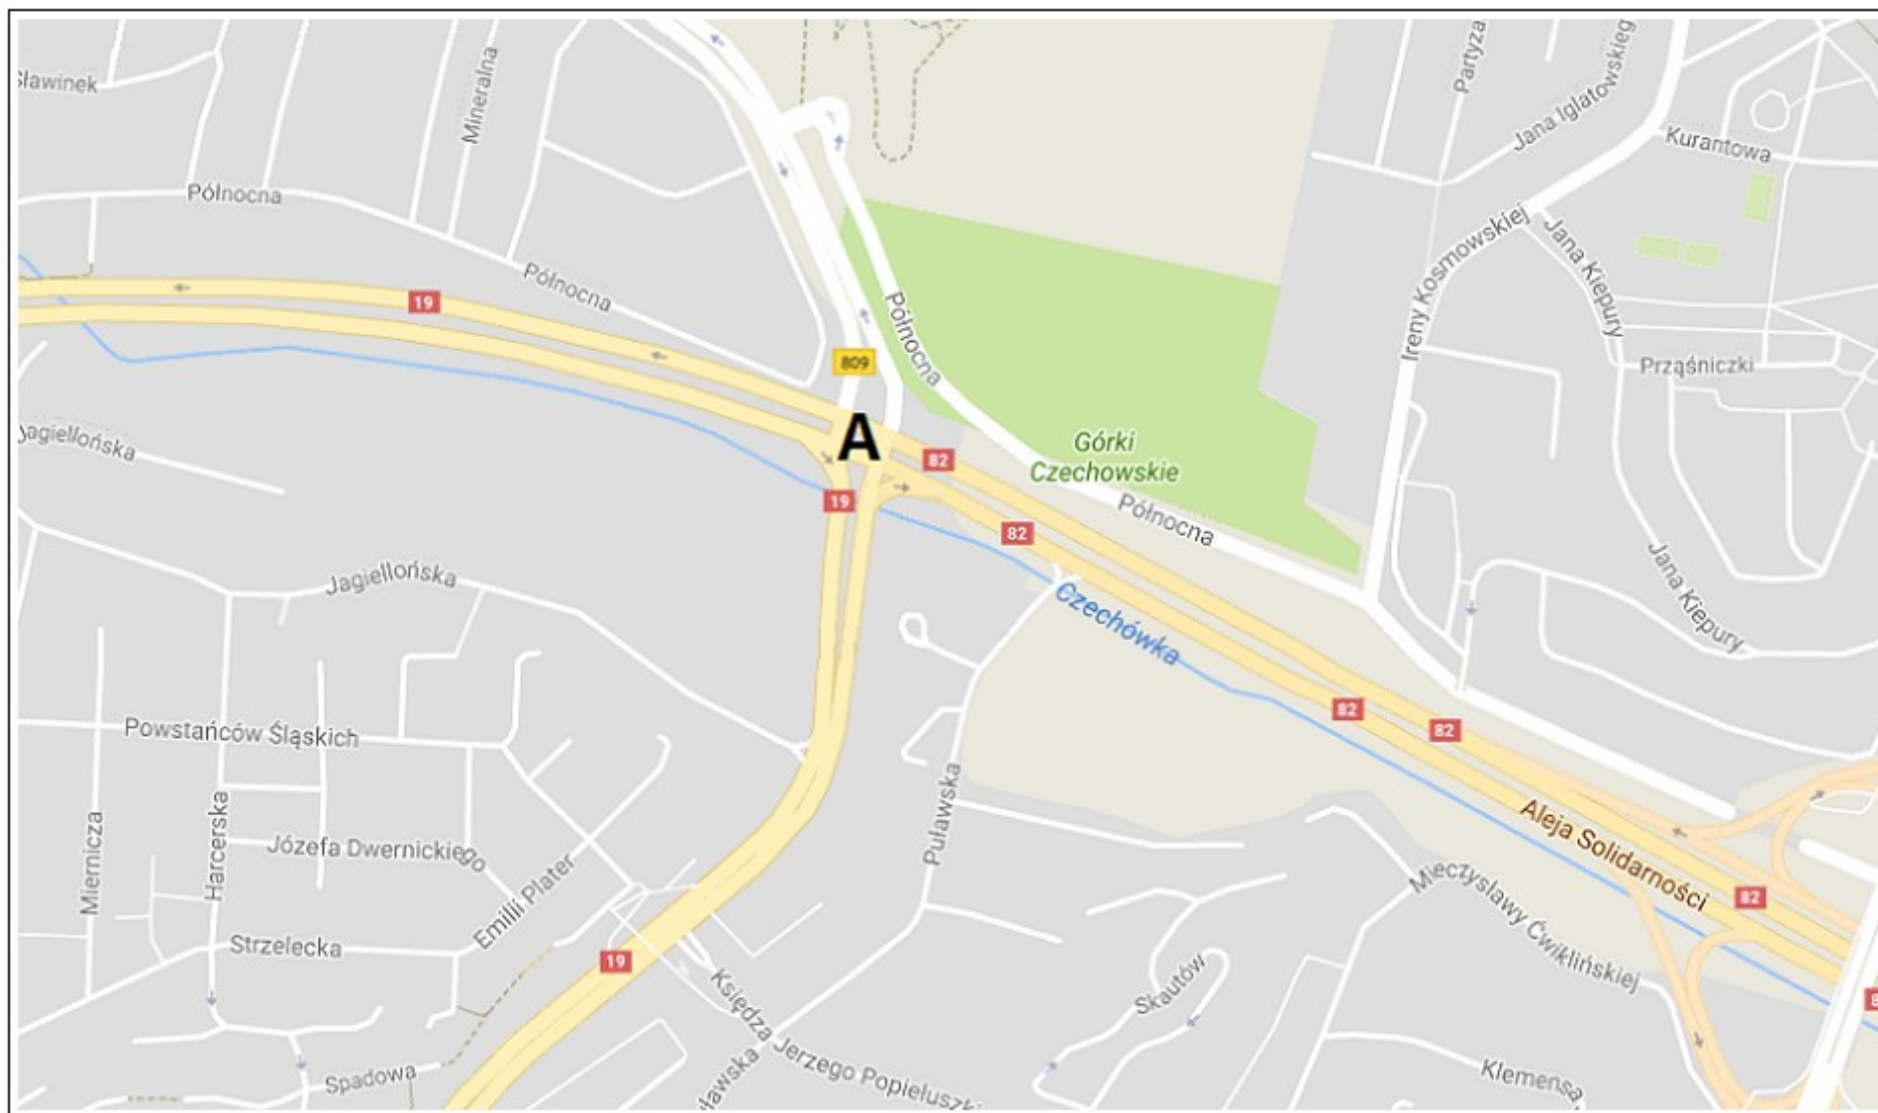 Sławinek
Mineralna
Partyza
Jana Iglatowskieg
Kurantowa
Północna
Północna
19
Północna
809
Ireny Kosmowskiej
Jana Kiepury
Prząśniczki
Jagiellońska
A
82
19
82
Górki
Czechowskie
Północna
Jana Kiepury
Jagiellońska
Czechówka
82
82
Powstańców Śląskich
Miernicza
Harcerska
Józefa Dwernickiego
Emilii Plater
Puławska
Aleja Solidarności
82
Mieczysławy Ćwiklińskiej
Strzelecka
19
Księdza Jerzego Popiełuszki
Skautów
8
Spadowa
uławska
Klemensa